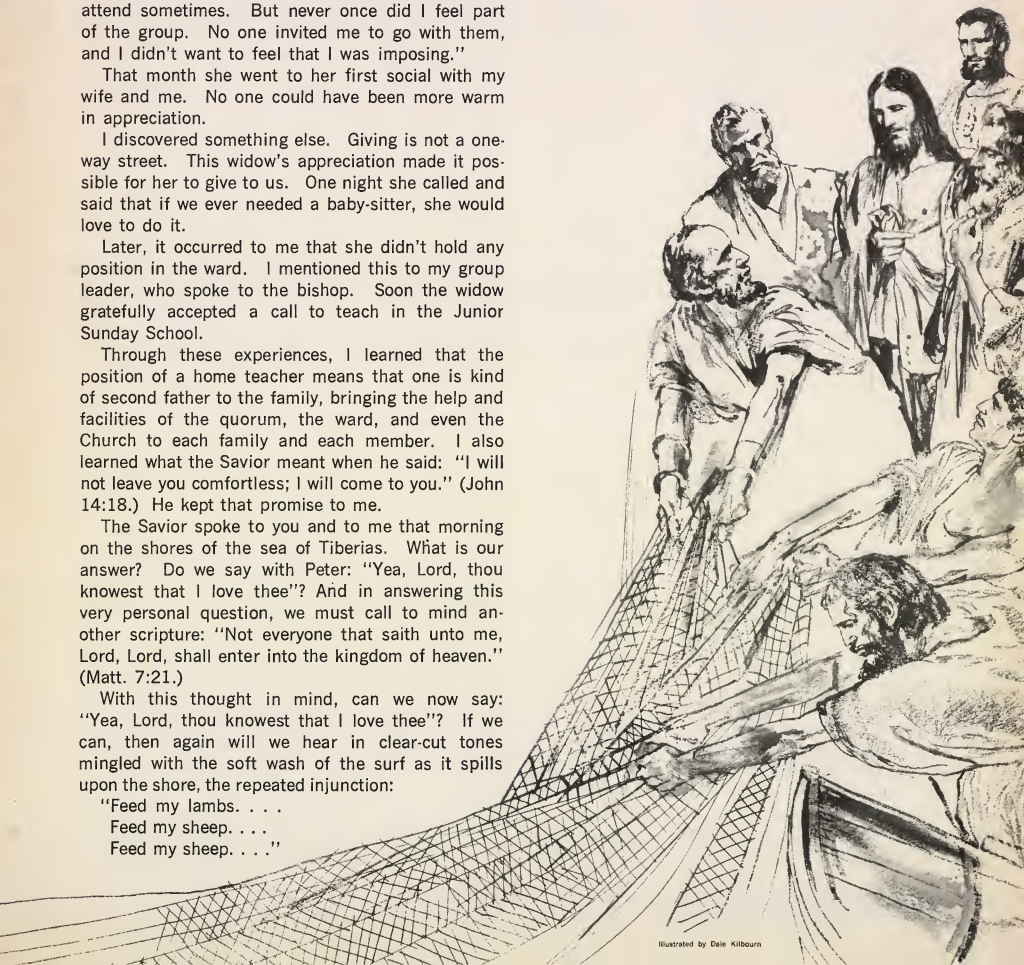 attend sometimes. But never once did I feel part
of the group. No one invited me to go with them,
and I didn't want to feel that I was imposing."
That month she went to her first social with my
wife and me. No one could have been more warm
in appreciation.
I discovered something else. Giving is not a one-
way street. This widow's appreciation made it pos-
sible for her to give to us. One night she called and
said that if we ever needed a baby-sitter, she would
love to do it.
Later, it occurred to me that she didn't hold any
position in the ward. I mentioned this to my group
leader, who spoke to the bishop. Soon the widow
gratefully accepted a call to teach in the Junior
Sunday School.
Through these experiences, I learned that the
position of a home teacher means that one is kind
of second father to the family, bringing the help and
facilities of the quorum, the ward, and even the
Church to each family and each member. I also
learned what the Savior meant when he said: "I will
not leave you comfortless; I will come to you." (John
14:18.) He kept that promise to me.
The Savior spoke to you and to me that morning
on the shores of the sea of Tiberias. What is our
answer? Do we say with Peter: "Yea, Lord, thou
knowest that I love thee"? And in answering this
very personal question, we must call to mind an-
other scripture: "Not everyone that saith unto me,
Lord, Lord, shall enter into the kingdom of heaven."
(Matt. 7:21.)
With this thought in mind, can we now say:
"Yea, Lord, thou knowest that I love thee"? If we
can, then again will we hear in clear-cut tones
mingled with the soft wash of the surf as it spills
upon the shore, the repeated injunction:
"Feed my lambs. . . .
Feed my sheep. . . .
Feed my sheep. . . ."
Illustrated by Dale Kilbourn